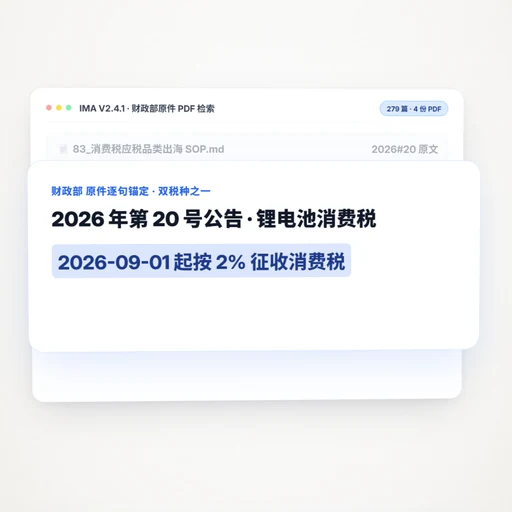 IMA V2.4.1 · 财政部原件 PDF 检索
279 篇 · 4 份 PDF
83_消费税应税品类出海 SOP.md
2026#20 原文
财政部 原件逐句锚定 · 双税种之一
2026 年第 20 号公告 · 锂电池消费税
2026-09-01 起按 2% 征收消费税